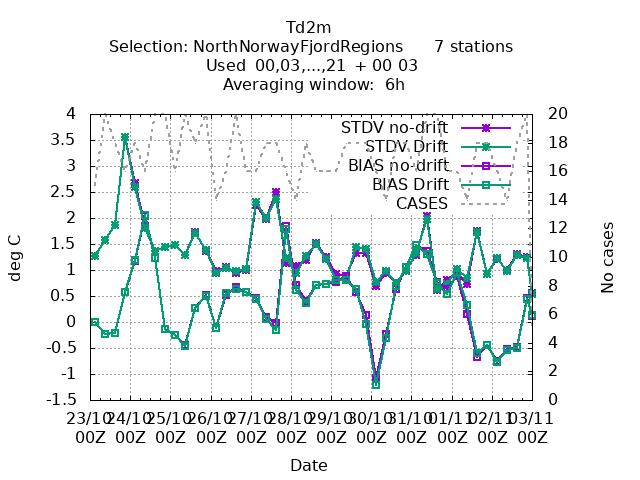 Td2m
Selection: NorthNorwayFjordRegions 7 stations
Used 00,03,...,21 + 00 03
Averaging window: 6h
STDV no-drift
STDV Drift
BIAS no-drift
BIAS Drift
CASES
deg C
4
3.5
3
2.5
2
1.5
1
0.5
0
-0.5
-1
-1.5
No cases
20
18
16
14
12
10
8
6
4
2
0
23/10 24/10 25/10 26/10 27/10 28/10 29/10 30/10 31/10 01/11 02/11 03/11
00Z 00Z 00Z 00Z 00Z 00Z 00Z 00Z 00Z 00Z 00Z 00Z
Date